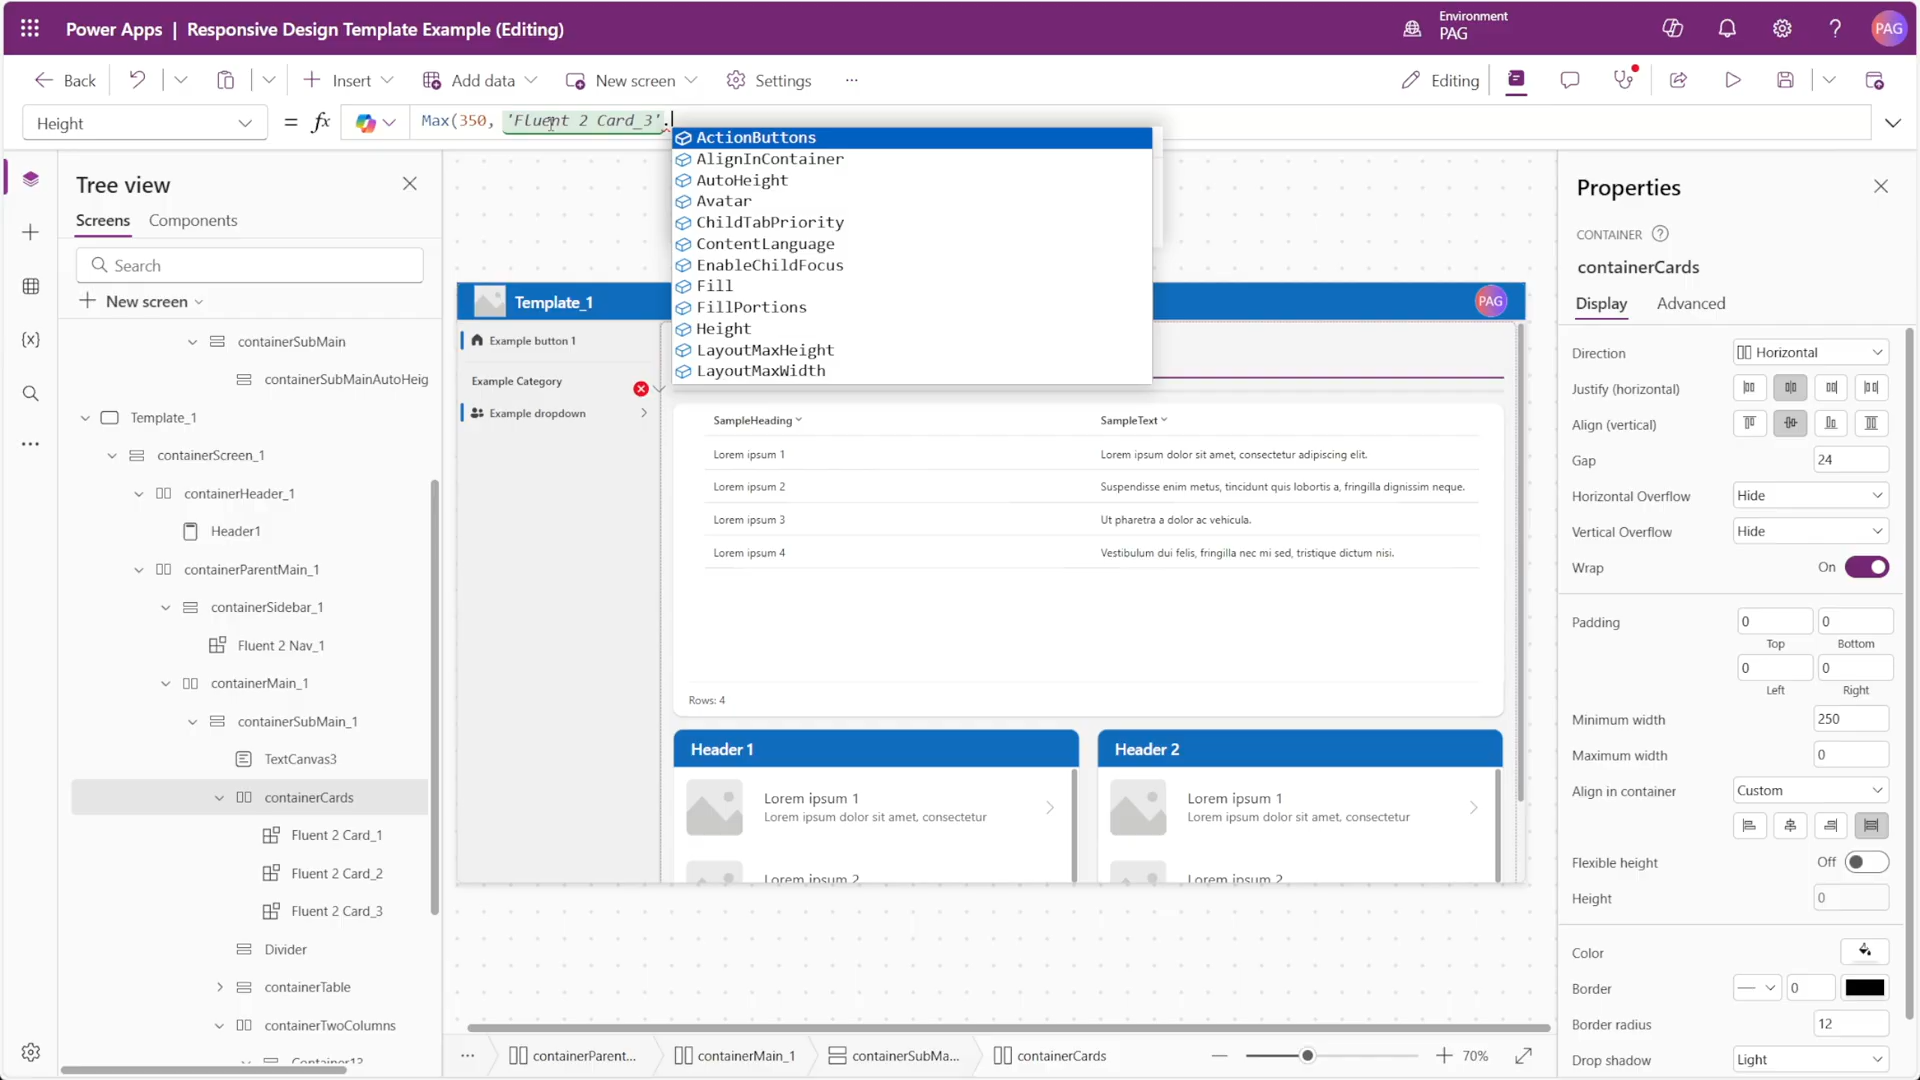 Power Apps | Responsive Design Template Example (Editing)
Environment
PAG
PAG
Back
Insert
Add data
New screen
Settings
Editing
Height
= fx
Max(350, 'Fluent 2 Card_3'.
ActionButtons
AlignInContainer
AutoHeight
Avatar
ChildTabPriority
ContentLanguage
EnableChildFocus
Fill
FillPortions
Height
LayoutMaxHeight
LayoutMaxWidth
Tree view
Screens
Components
Search
New screen
containerSubMain
containerSubMainAutoHeig
Template_1
containerScreen_1
containerHeader_1
Header1
containerParentMain_1
containerSidebar_1
Fluent 2 Nav_1
containerMain_1
containerSubMain_1
TextCanvas3
containerCards
Fluent 2 Card_1
Fluent 2 Card_2
Fluent 2 Card_3
Divider
containerTable
containerTwoColumns
Container13
Template_1
PAG
Example button 1
Example Category
Example dropdown
SampleHeading SampleText
Lorem ipsum 1 Lorem ipsum dolor sit amet, consectetur adipiscing elit.
Lorem ipsum 2 Suspendisse enim metus, tincidunt quis lobortis a, fringilla dignissim neque.
Lorem ipsum 3 Ut pharetra a dolor ac vehicula.
Lorem ipsum 4 Vestibulum dui felis, fringilla nec mi sed, tristique dictum nisi.
Rows: 4
Header 1
Lorem ipsum 1
Lorem ipsum dolor sit amet, consectetur
Lorem ipsum 2
Header 2
Lorem ipsum 1
Lorem ipsum dolor sit amet, consectetur
Lorem ipsum 2
containerParent...
containerMain_1
containerSubMa...
containerCards
70%
Properties
CONTAINER
containerCards
Display
Advanced
Direction Horizontal
Justify (horizontal)
Align (vertical)
Gap 24
Horizontal Overflow Hide
Vertical Overflow Hide
Wrap On
Padding 0 0
Top Bottom
0 0
Left Right
Minimum width 250
Maximum width 0
Align in container Custom
Flexible height Off
Height 0
Color
Border 0
Border radius 12
Drop shadow Light